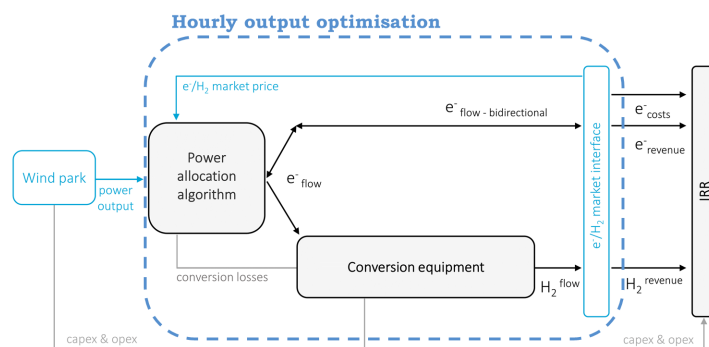 Hourly output optimisation
e⁻/H₂ market price
e⁻ flow - bidirectional
e⁻costs
e⁻revenue
Power
allocation
algorithm
Wind park
power
output
e⁻ flow
e⁻/H₂ market interface
IRR
conversion losses
Conversion equipment
H₂ flow
H₂ revenue
capex & opex
capex & opex